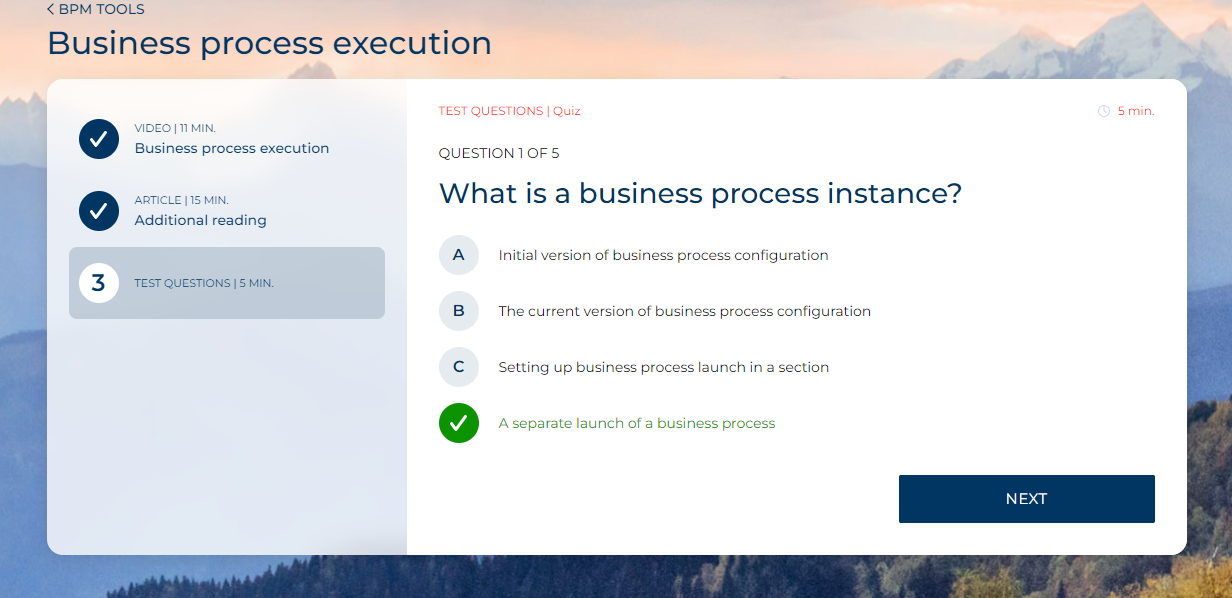 BPM TOOLS
Business process execution
VIDEO | 11 MIN.
Business process execution
ARTICLE | 15 MIN.
Additional reading
3
TEST QUESTIONS | 5 MIN.
TEST QUESTIONS | Quiz
5 min.
QUESTION 1 OF 5
What is a business process instance?
A Initial version of business process configuration
B The current version of business process configuration
C Setting up business process launch in a section
A separate launch of a business process
NEXT